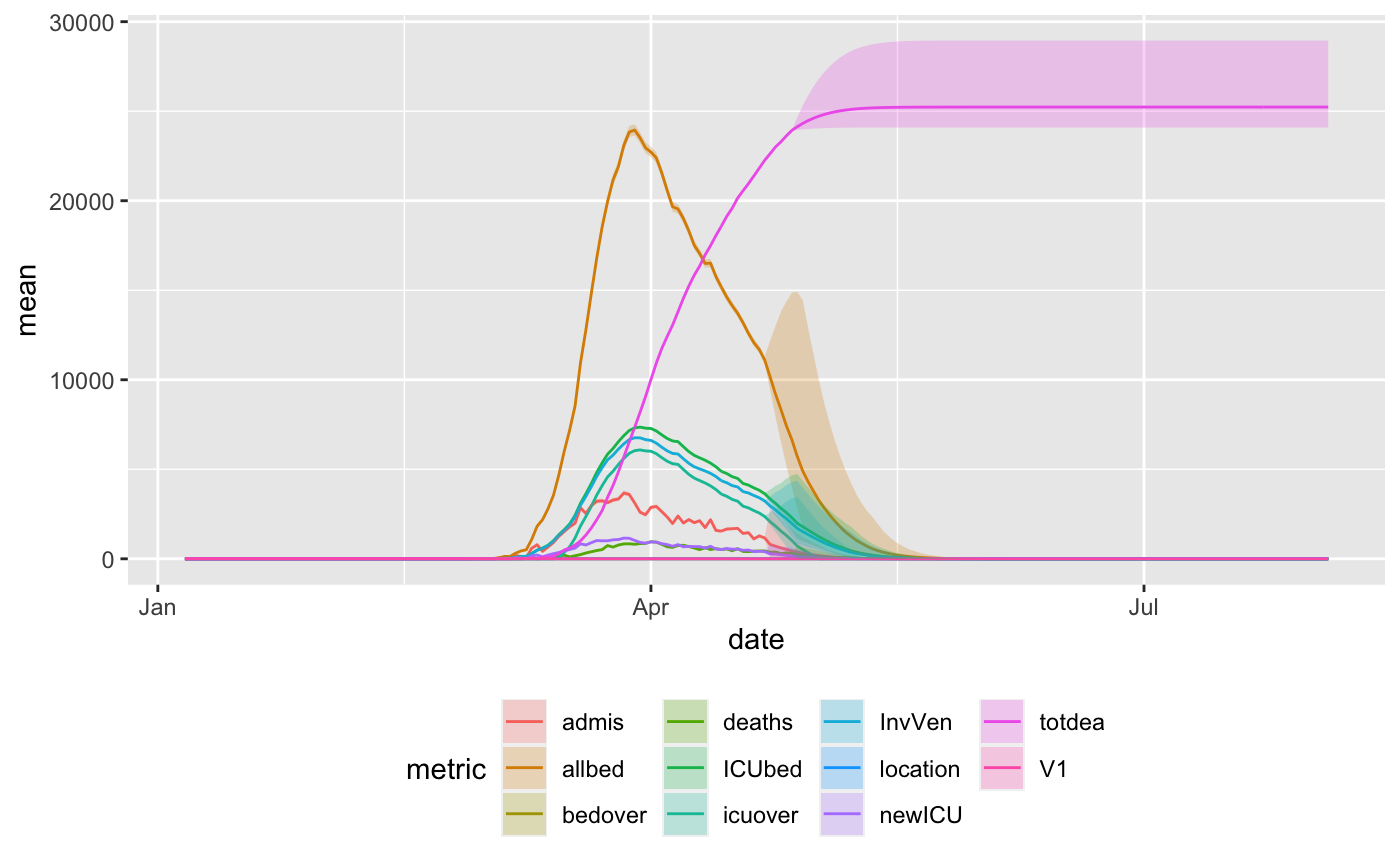 30000
20000
10000
0
mean
Jan Apr Jul
date
metric
admis deaths InvVen totdea
allbed ICUbed location V1
bedover icuover newICU